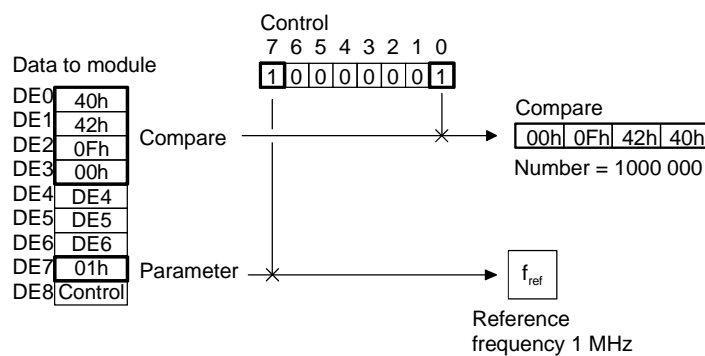 Control
7 6 5 4 3 2 1 0
1 0 0 0 0 0 0 1
Data to module
DE0 40h
DE1 42h
DE2 0Fh
DE3 00h
DE4 DE4
DE5 DE5
DE6 DE6
DE7 01h
DE8 Control
Compare
Parameter
Compare
00h 0Fh 42h 40h
Number = 1000 000
fref
Reference
frequency 1 MHz